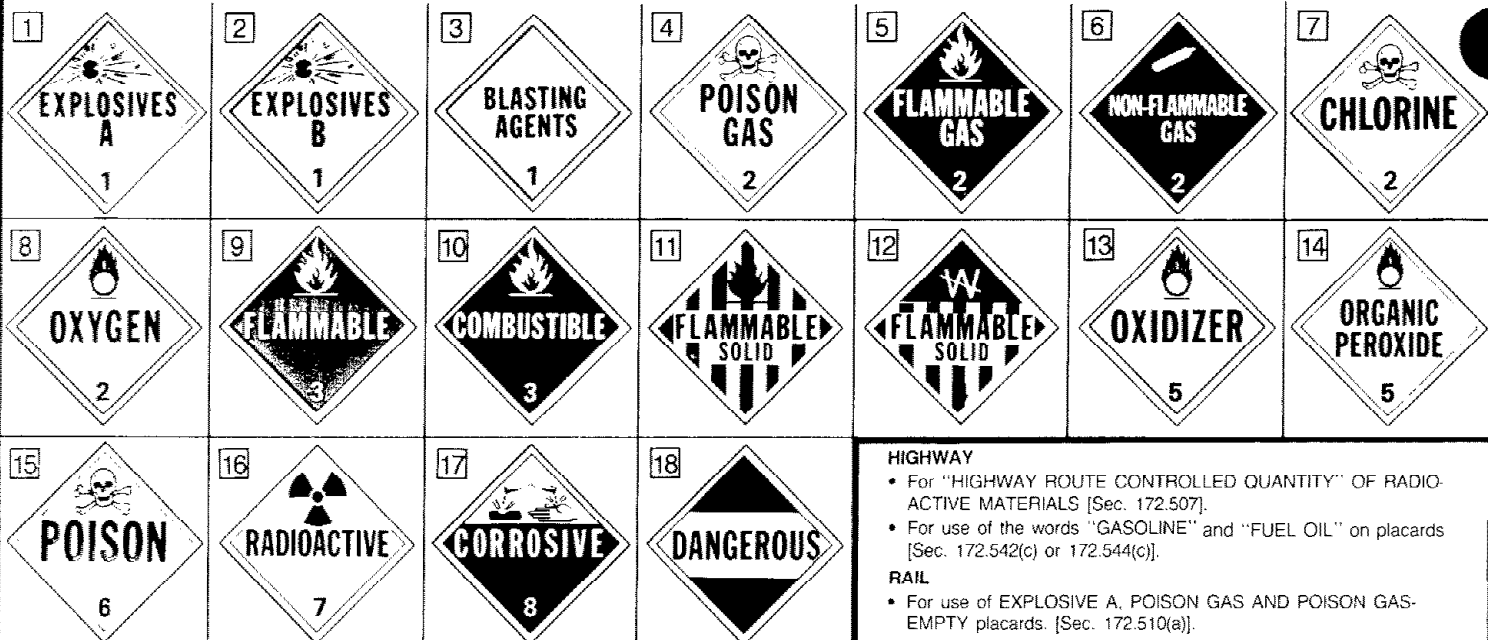 1
EXPLOSIVES
A
1
2
EXPLOSIVES
B
1
3
BLASTING
AGENTS
1
4
POISON
GAS
2
5
FLAMMABLE
GAS
2
6
NON-FLAMMABLE
GAS
2
7
CHLORINE
2
8
OXYGEN
2
9
FLAMMABLE
3
10
COMBUSTIBLE
3
11
FLAMMABLE
SOLID
12
W
FLAMMABLE
SOLID
13
OXIDIZER
5
14
ORGANIC
PEROXIDE
5
15
POISON
6
16
RADIOACTIVE
7
17
CORROSIVE
8
18
DANGEROUS
HIGHWAY
• For "HIGHWAY ROUTE CONTROLLED QUANTITY" OF RADIO-
ACTIVE MATERIALS [Sec. 172.507].
• For use of the words "GASOLINE" and "FUEL OIL" on placards
[Sec. 172.542(c) or 172.544(c)].
RAIL
• For use of EXPLOSIVE A, POISON GAS AND POISON GAS-
EMPTY placards. [Sec. 172.510(a)].